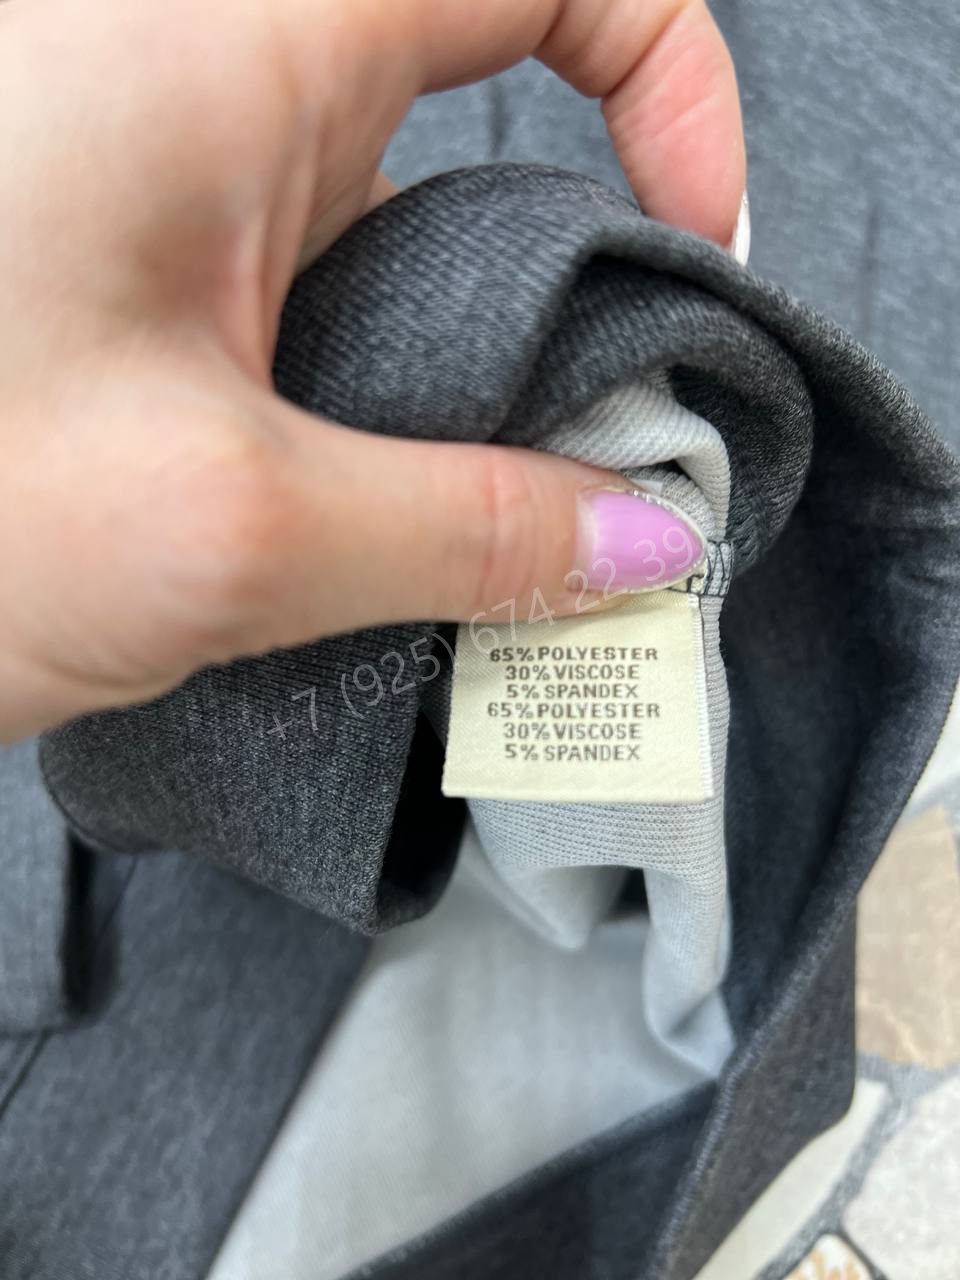 +7 (925) 674 22 39
65% POLYESTER
30% VISCOSE
5% SPANDEX
65% POLYESTER
30% VISCOSE
5% SPANDEX